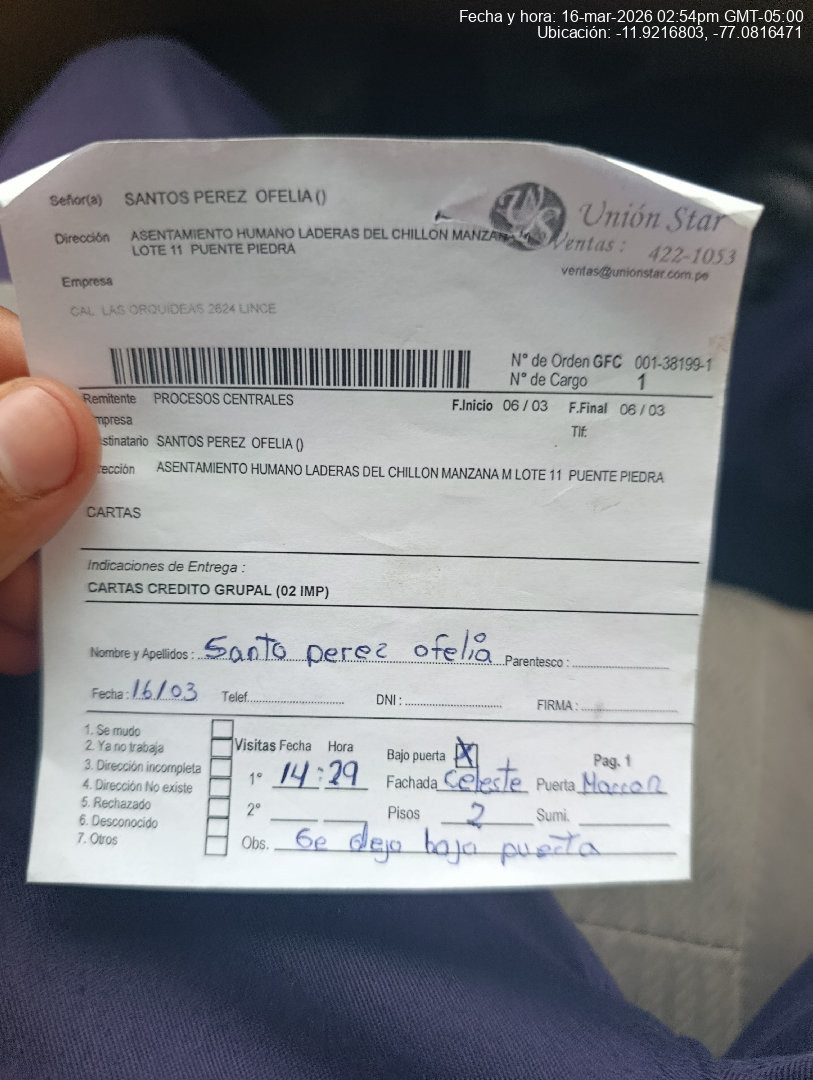 Fecha y hora: 16-mar-2026 02:54pm GMT-05:00
Ubicación: -11.9216803, -77.0816471
Señor(a) SANTOS PEREZ OFELIA ()
Unión Star
Dirección ASENTAMIENTO HUMANO LADERAS DEL CHILLON MANZANA
LOTE 11 PUENTE PIEDRA
Ventas : 422-1053
ventas@unionstar.com.pe
Empresa
CAL. LAS ORQUIDEAS 2624 LINCE
N° de Orden GFC 001-38199-1
N° de Cargo 1
Remitente PROCESOS CENTRALES
F.Inicio 06 / 03 F.Final 06 / 03
mpresa
Tlf:
stinatario SANTOS PEREZ OFELIA ()
ección ASENTAMIENTO HUMANO LADERAS DEL CHILLON MANZANA M LOTE 11 PUENTE PIEDRA
CARTAS
Indicaciones de Entrega :
CARTAS CREDITO GRUPAL (02 IMP)
Nombre y Apellidos : Santo perez ofelia Parentesco :
Fecha : 16/03 Telef. DNI : FIRMA :
1. Se mudo
2. Ya no trabaja
3. Dirección incompleta
4. Dirección No existe
5. Rechazado
6. Desconocido
7. Otros
Visitas Fecha Hora Bajo puerta X Pag. 1
1° 14:29 Fachada celeste Puerta
2° Pisos 2 Sumi.
Obs. Se dejo bajo puerta